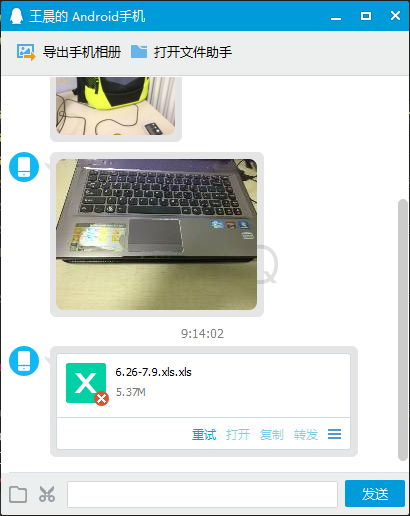 王晨的 Android手机
导出手机相册 打开文件助手
Q
9:14:02
6.26-7.9.xls.xls
5.37M
重试 打开 复制 转发
发送